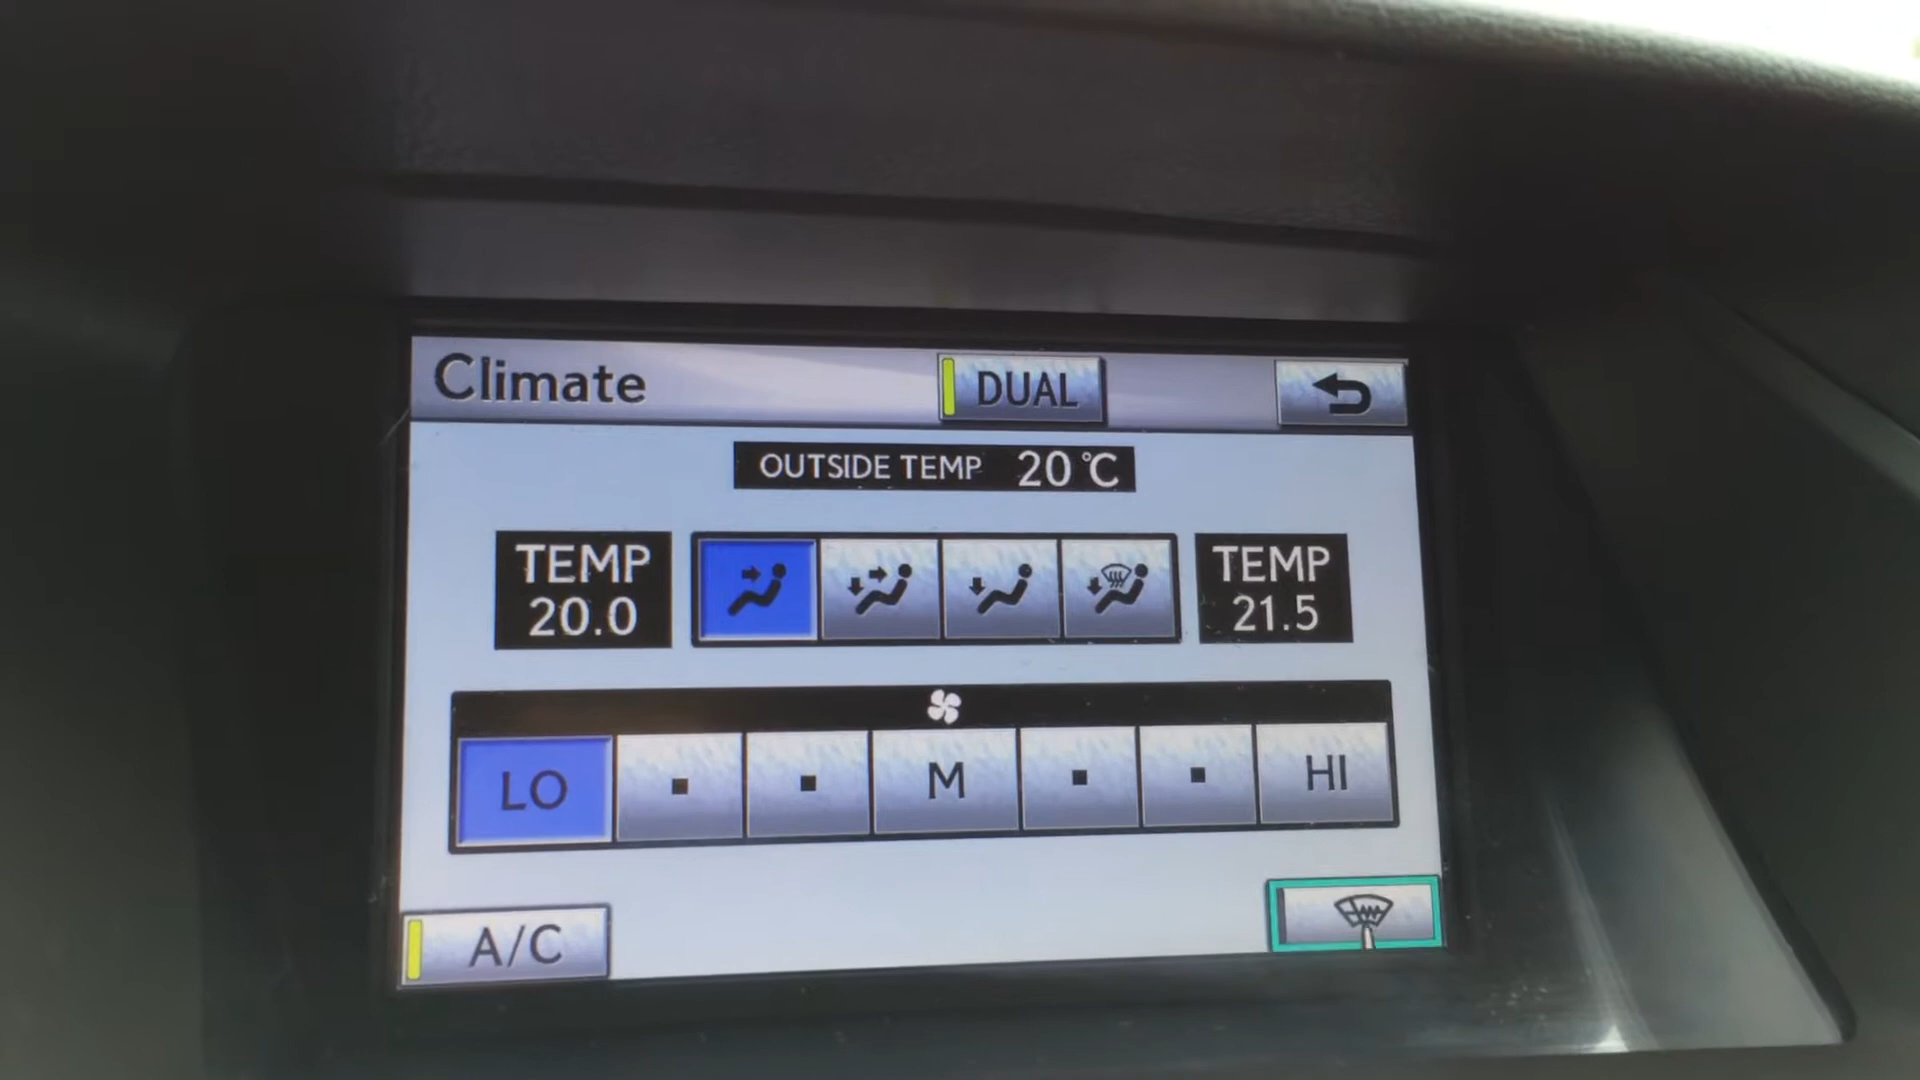 Climate
DUAL
OUTSIDE TEMP 20°C
TEMP
20.0
TEMP
21.5
LO
M
HI
A/C